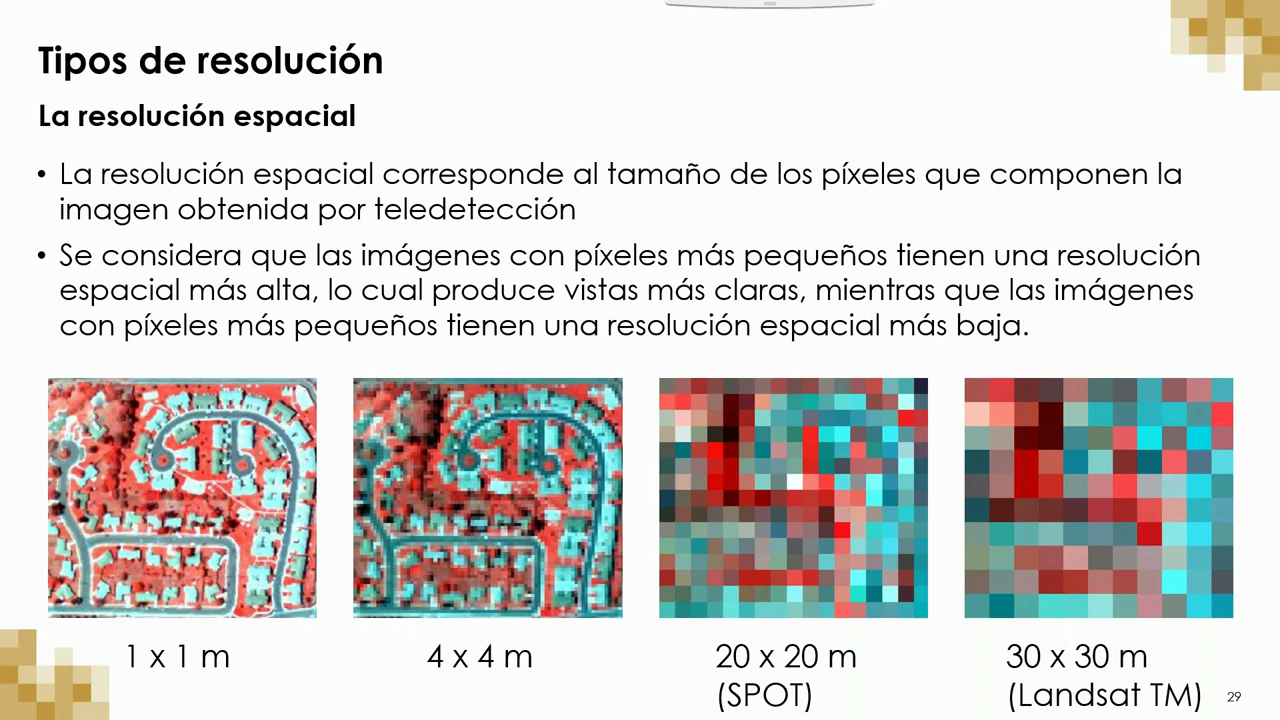 Tipos de resolución
La resolución espacial
• La resolución espacial corresponde al tamaño de los píxeles que componen la
imagen obtenida por teledetección
• Se considera que las imágenes con píxeles más pequeños tienen una resolución
espacial más alta, lo cual produce vistas más claras, mientras que las imágenes
con píxeles más pequeños tienen una resolución espacial más baja.
1 x 1 m
4 x 4 m
20 x 20 m
(SPOT)
30 x 30 m
(Landsat TM)
29